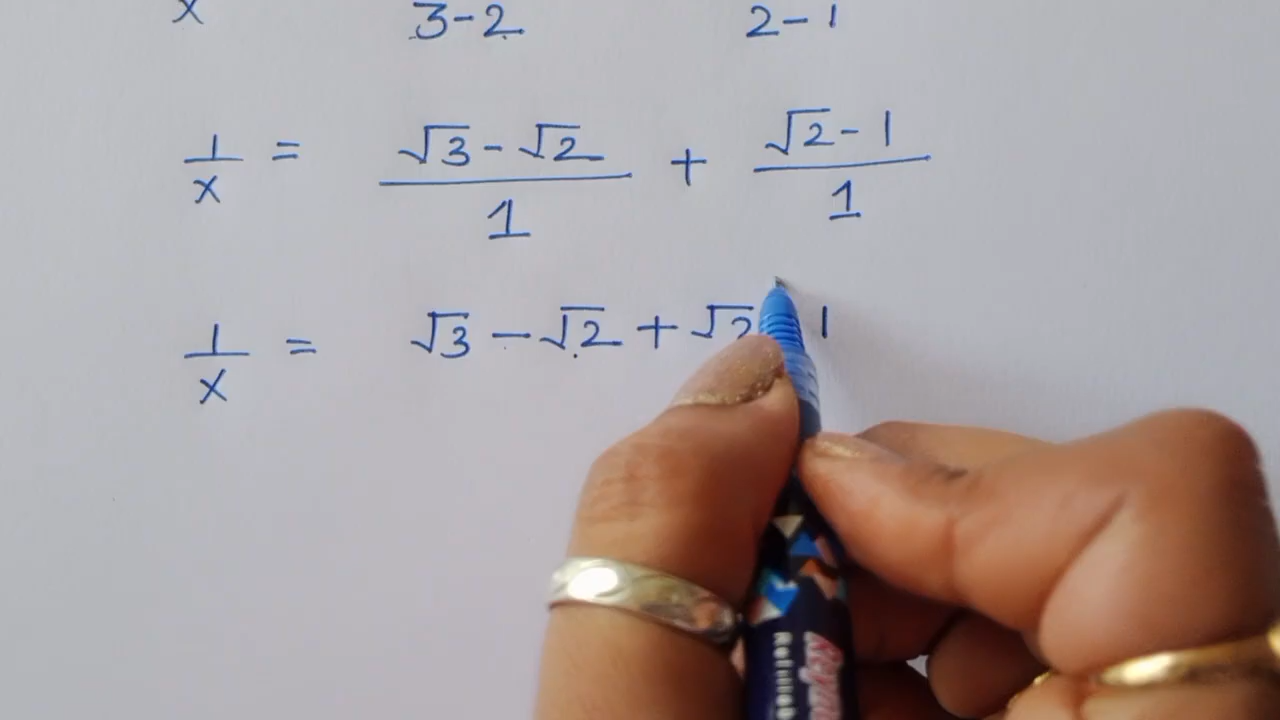 x 3-2 2-1
1/x = (√3-√2)/1 + (√2-1)/1
1/x = √3-√2+√2 1